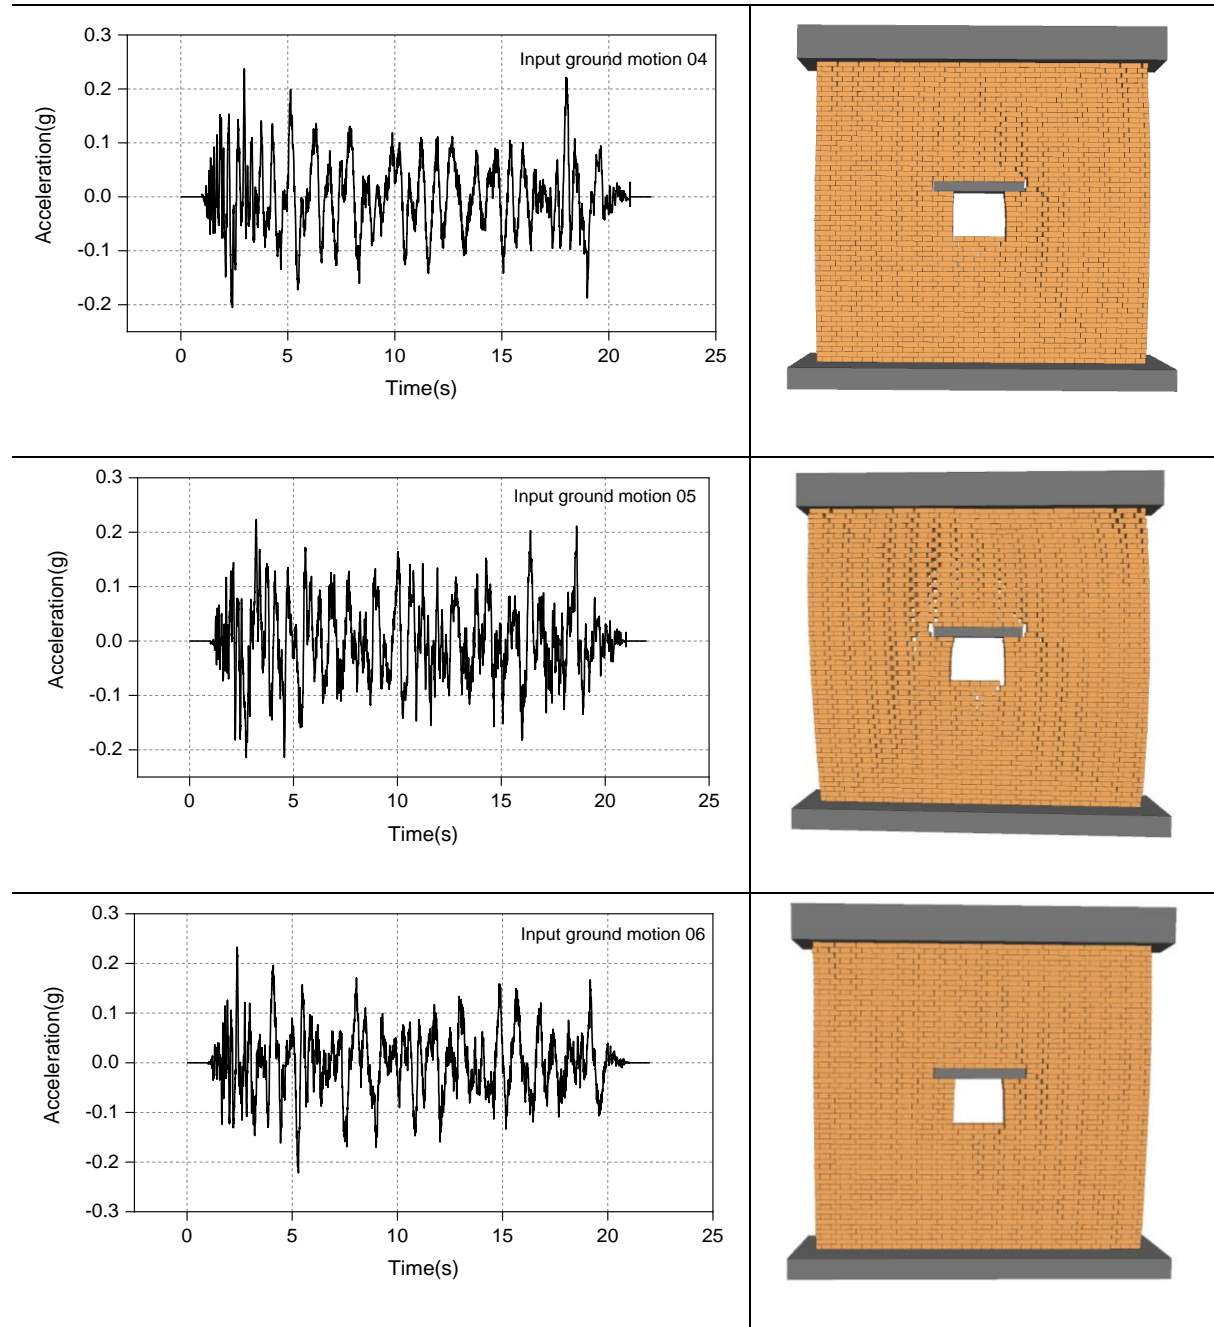 0.3
Input ground motion 04
0.2
0.1
0.0
-0.1
-0.2
Acceleration(g)
0 5 10 15 20 25
Time(s)
0.3
Input ground motion 05
0.2
0.1
0.0
-0.1
-0.2
Acceleration(g)
0 5 10 15 20 25
Time(s)
0.3
Input ground motion 06
0.2
0.1
0.0
-0.1
-0.2
-0.3
Acceleration(g)
0 5 10 15 20 25
Time(s)